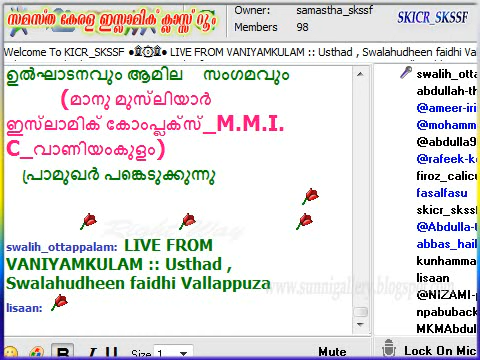 സമസ്ത കേരള ഇസ്ലാമിക് ക്ലാസ്സ് റൂം
Owner: samastha_skssf
Members 98
SKICR_SKSSF
Welcome To KICR_SKSSF LIVE FROM VANIYAMKULAM :: Usthad , Swalahudheen faidhi Va
ഉൽഘാടനവും ആമില സംഗമവും
(മാനു മുസ്‌ലിയാർ
ഇസ്‌ലാമിക് കോംപ്ലക്സ്_M.M.I.
C_വാണിയംകുളം)
പ്രാമുഖർ പങ്കെടുക്കുന്നു
swalih_ottappalam: LIVE FROM
VANIYAMKULAM :: Usthad ,
Swalahudheen faidhi Vallappuza
www.sunnigallery.blogspot.com
lisaan:
swalih_otta
abdullah-th
@ameer-iri
@mohamm
@abdulla9
@rafeek-ko
firoz_calicu
fasalfasu
skicr_skssf
@Abdulla-
abbas_hail
kunhamma
lisaan
@NIZAMI-p
npabuback
MKMAbdul
B I U Size 1 Mute Lock On Mic